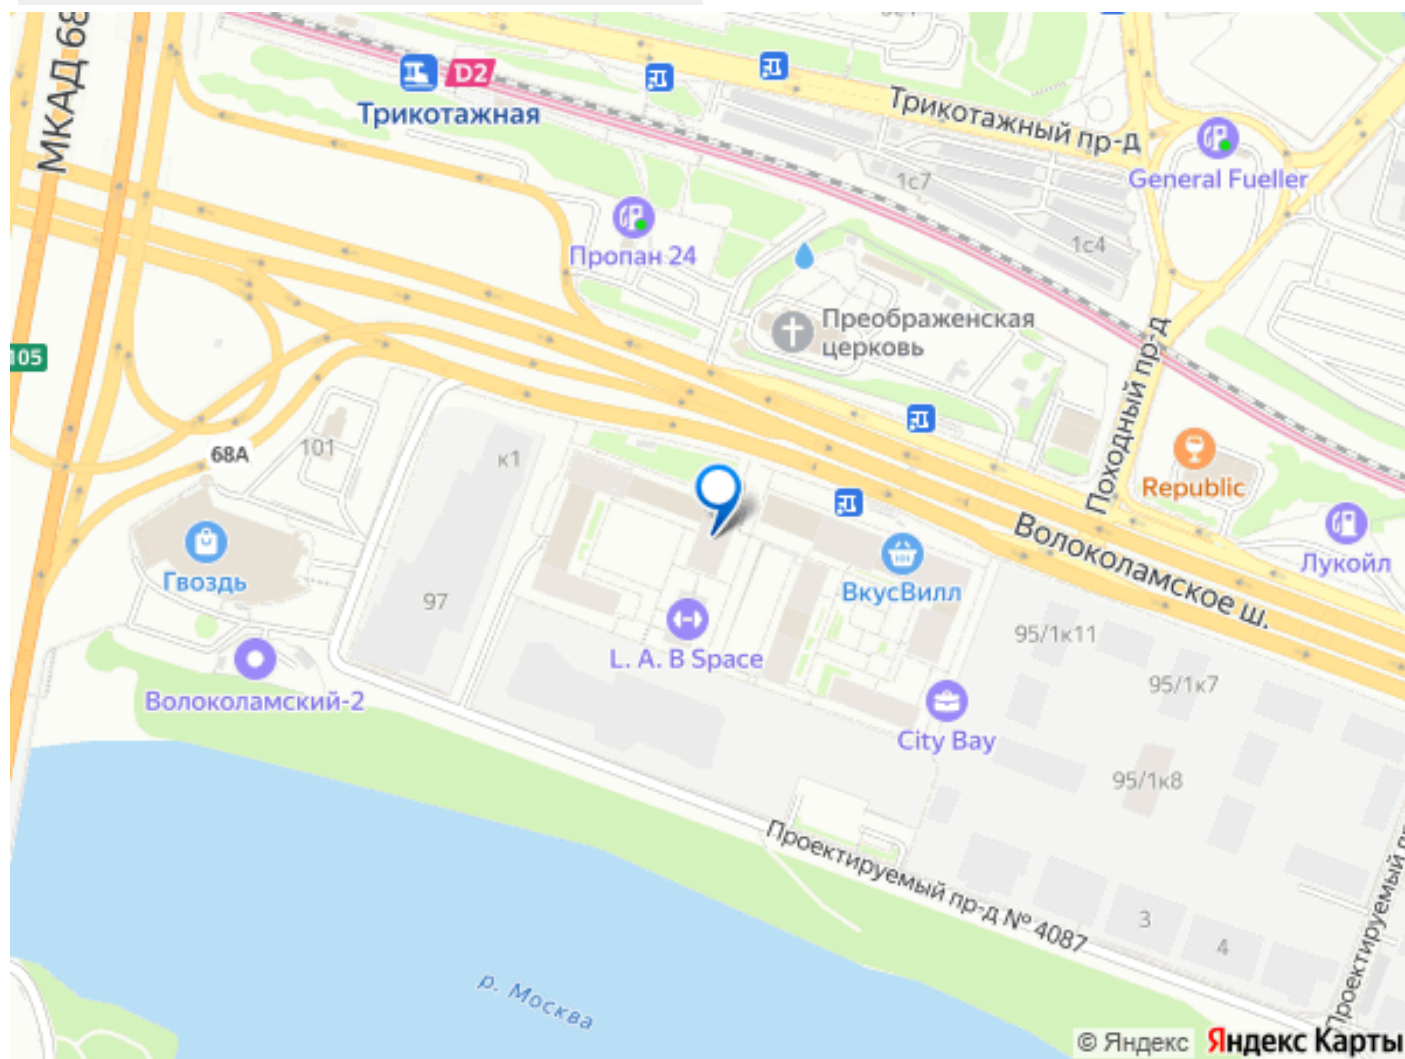 МКАД 68
D2
Трикотажная
Трикотажный пр-д
General Fueller
1с7
1с4
Пропан 24
Преображенская
церковь
105
Походный пр-д
68А
101
к1
Republic
Волоколамское ш.
Лукойл
Гвоздь
ВкусВилл
97
L. A. B Space
95/1к11
95/1к7
Волоколамский-2
City Bay
95/1к8
Проектируемый пр-д № 4087
3
4
р. Москва
© Яндекс Яндекс Карты